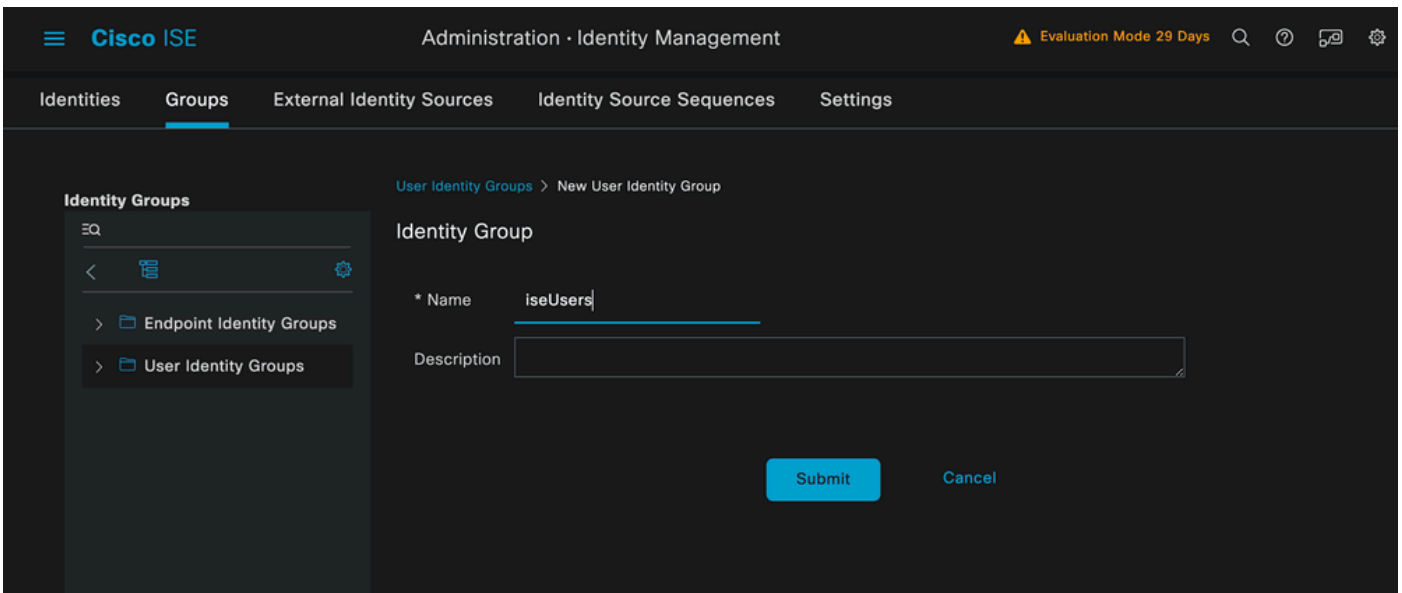 Cisco ISE
Administration · Identity Management
Evaluation Mode 29 Days
Identities Groups External Identity Sources Identity Source Sequences Settings
Identity Groups
Endpoint Identity Groups
User Identity Groups
User Identity Groups > New User Identity Group
Identity Group
* Name iseUsers
Description
Submit Cancel